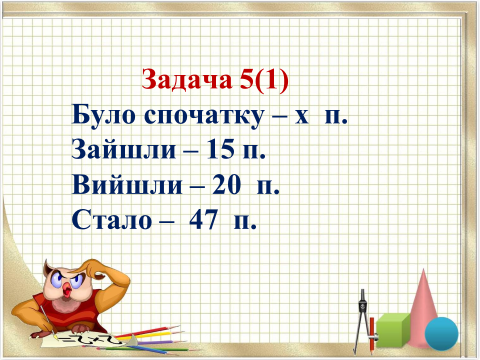 Задача 5(1)
Було спочатку – х п.
Зайшли – 15 п.
Вийшли – 20 п.
Стало – 47 п.